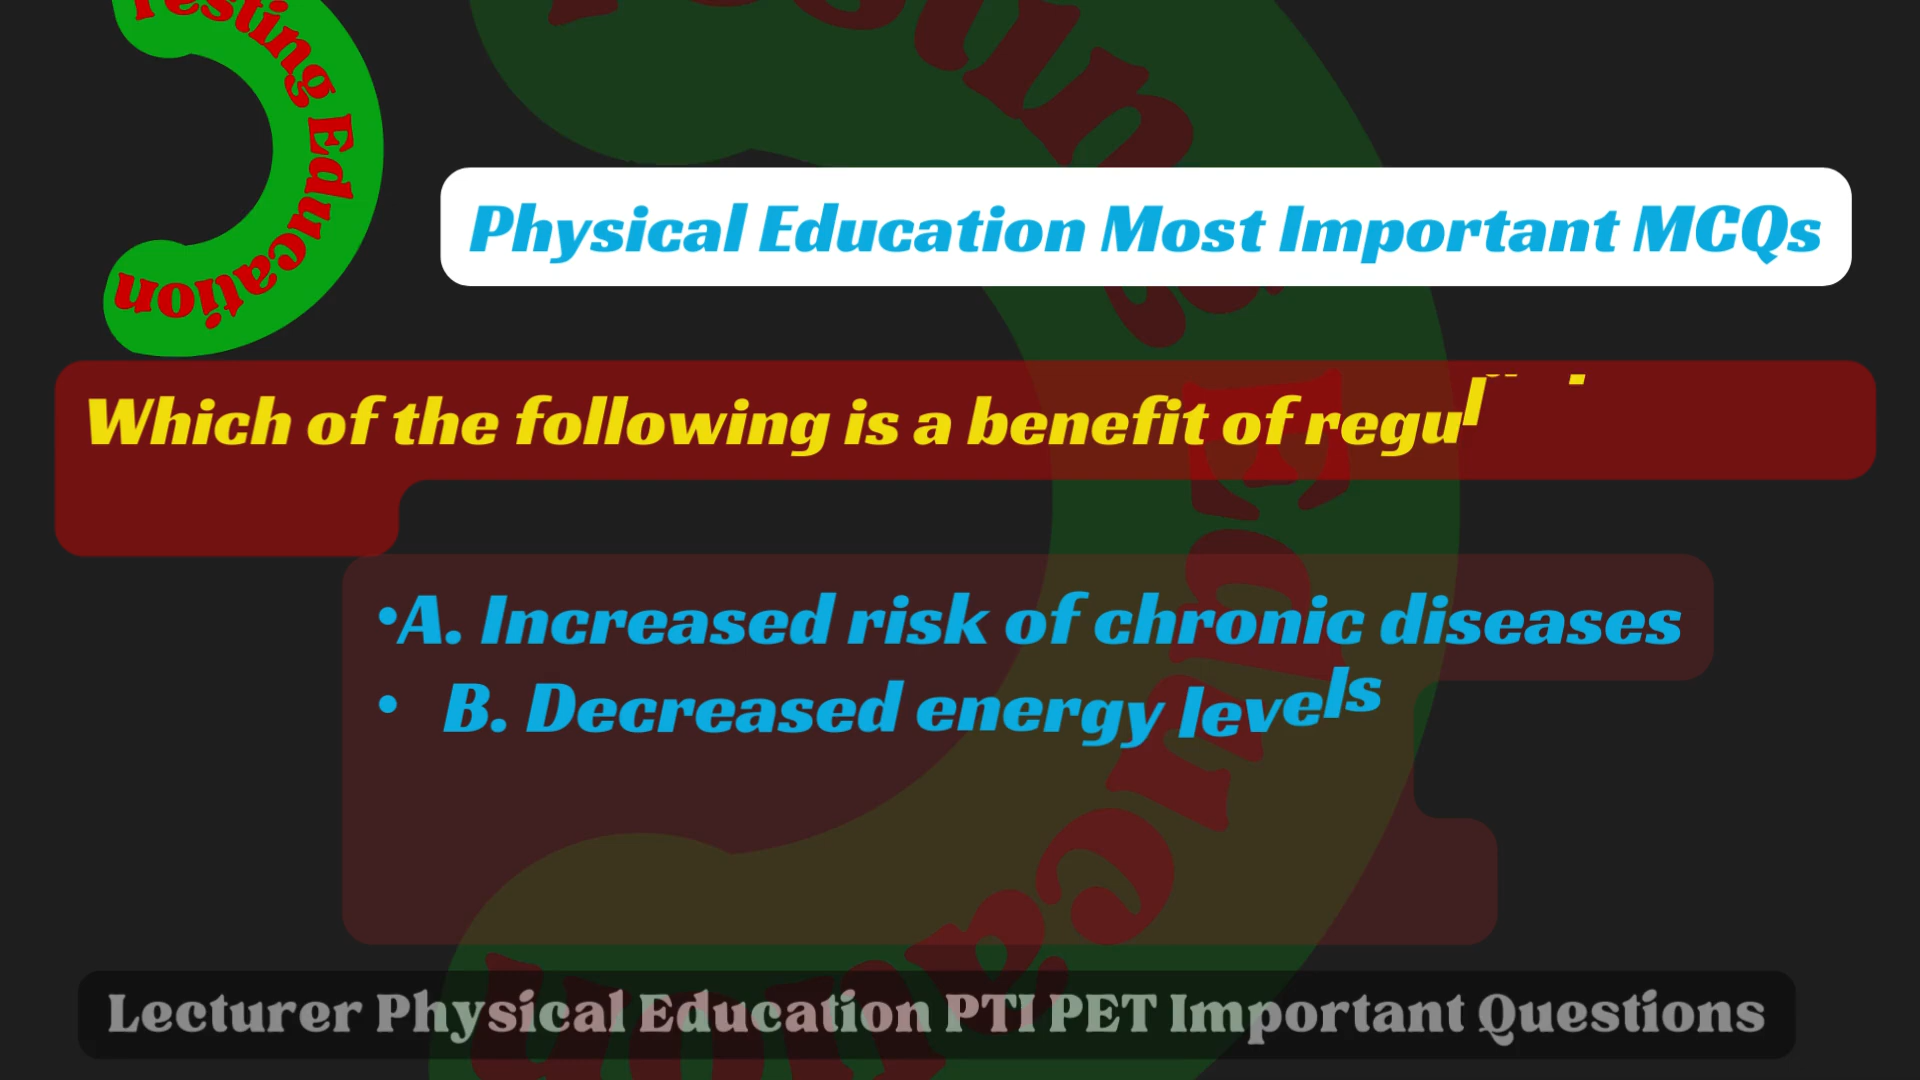 Testing Education
Physical Education Most Important MCQs
Which of the following is a benefit of regul
•A. Increased risk of chronic diseases
• B. Decreased energy levels
Lecturer Physical Education PTI PET Important Questions